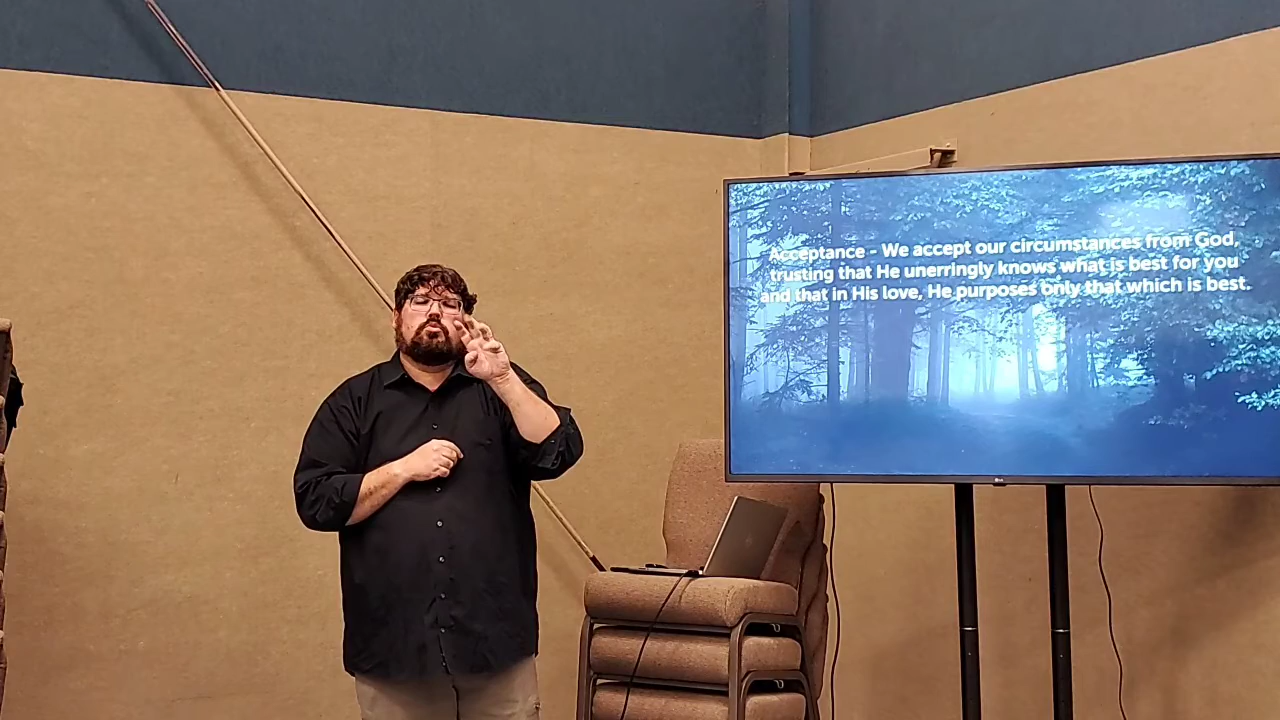 Acceptance - We accept our circumstances from God,
trusting that He unerringly knows what is best for you
and that in His love, He purposes only that which is best.
LG